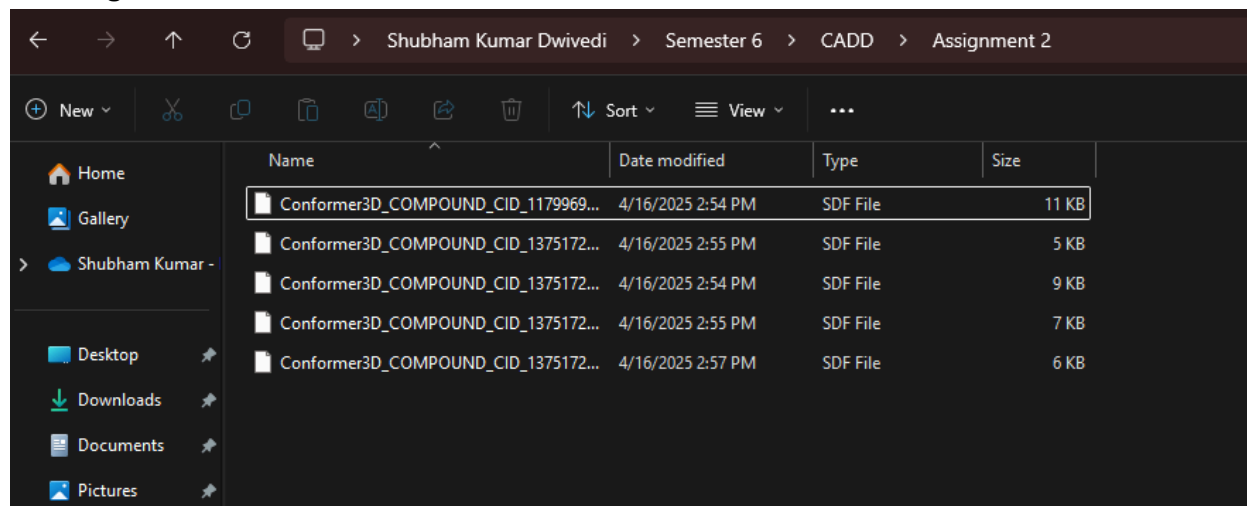 Shubham Kumar Dwivedi > Semester 6 > CADD > Assignment 2
New Sort View
Name Date modified Type Size
Home
Gallery
Shubham Kumar -
Desktop
Downloads
Documents
Pictures
Conformer3D_COMPOUND_CID_1179969... 4/16/2025 2:54 PM SDF File 11 KB
Conformer3D_COMPOUND_CID_1375172... 4/16/2025 2:55 PM SDF File 5 KB
Conformer3D_COMPOUND_CID_1375172... 4/16/2025 2:54 PM SDF File 9 KB
Conformer3D_COMPOUND_CID_1375172... 4/16/2025 2:55 PM SDF File 7 KB
Conformer3D_COMPOUND_CID_1375172... 4/16/2025 2:57 PM SDF File 6 KB